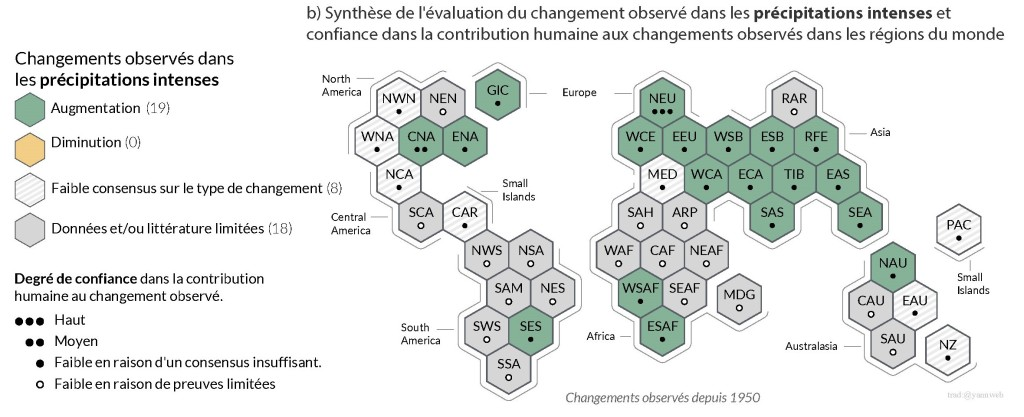 b) Synthèse de l'évaluation du changement observé dans les précipitations intenses et
confiance dans la contribution humaine aux changements observés dans les régions du monde
Changements observés dans
les précipitations intenses
Augmentation (19)
Diminution (0)
Faible consensus sur le type de changement (8)
Données et/ou littérature limitées (18)
Degré de confiance dans la contribution
humaine au changement observé.
Haut
Moyen
Faible en raison d'un consensus insuffisant.
Faible en raison de preuves limitées
North
America
NWN NEN GIC
WNA CNA ENA
NCA
Small
Islands
Central
America
SCA CAR
NWS NSA
SAM NES
South
America
SWS SES
SSA
Europe
NEU RAR
WCE EEU WSB ESB RFE
Asia
MED WCA ECA TIB EAS
SAH ARP SAS SEA
WAF CAF NEAF
WSAF SEAF MDG
Africa
ESAF
PAC
Small
Islands
NAU
CAU EAU
Australasia
SAU NZ
Changements observés depuis 1950